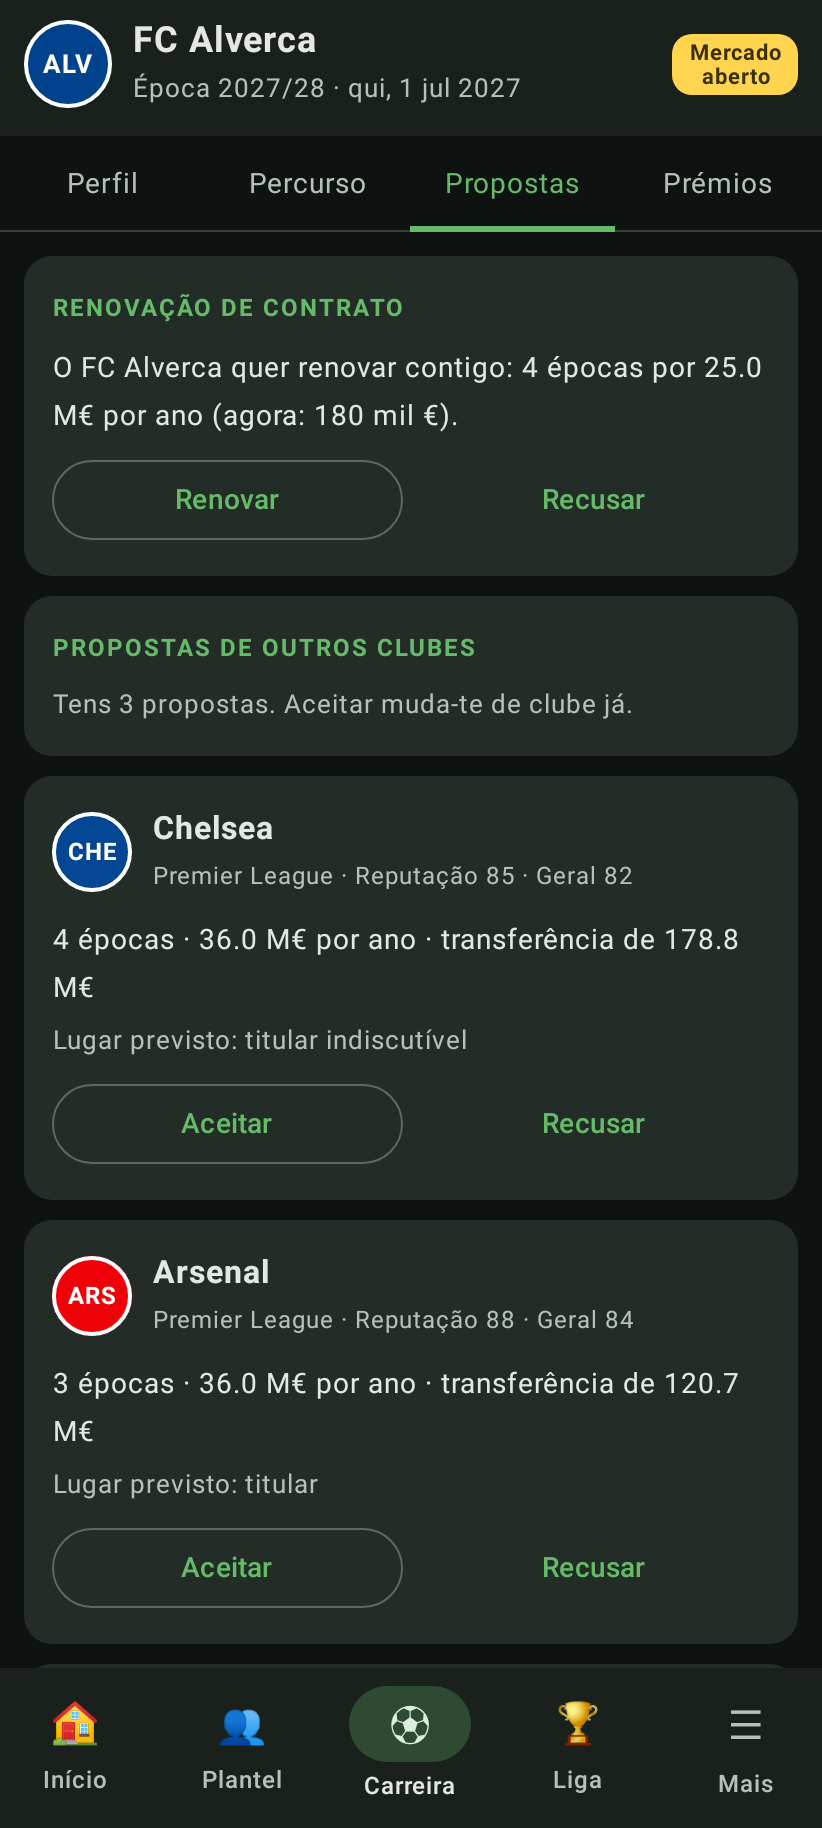 ALV
FC Alverca
Época 2027/28 · qui, 1 jul 2027
Mercado
aberto
Perfil
Percurso
Propostas
Prémios
RENOVAÇÃO DE CONTRATO
O FC Alverca quer renovar contigo: 4 épocas por 25.0
M€ por ano (agora: 180 mil €).
Renovar
Recusar
PROPOSTAS DE OUTROS CLUBES
Tens 3 propostas. Aceitar muda-te de clube já.
CHE
Chelsea
Premier League · Reputação 85 · Geral 82
4 épocas · 36.0 M€ por ano · transferência de 178.8
M€
Lugar previsto: titular indiscutível
Aceitar
Recusar
ARS
Arsenal
Premier League · Reputação 88 · Geral 84
3 épocas · 36.0 M€ por ano · transferência de 120.7
M€
Lugar previsto: titular
Aceitar
Recusar
Início
Plantel
Carreira
Liga
Mais